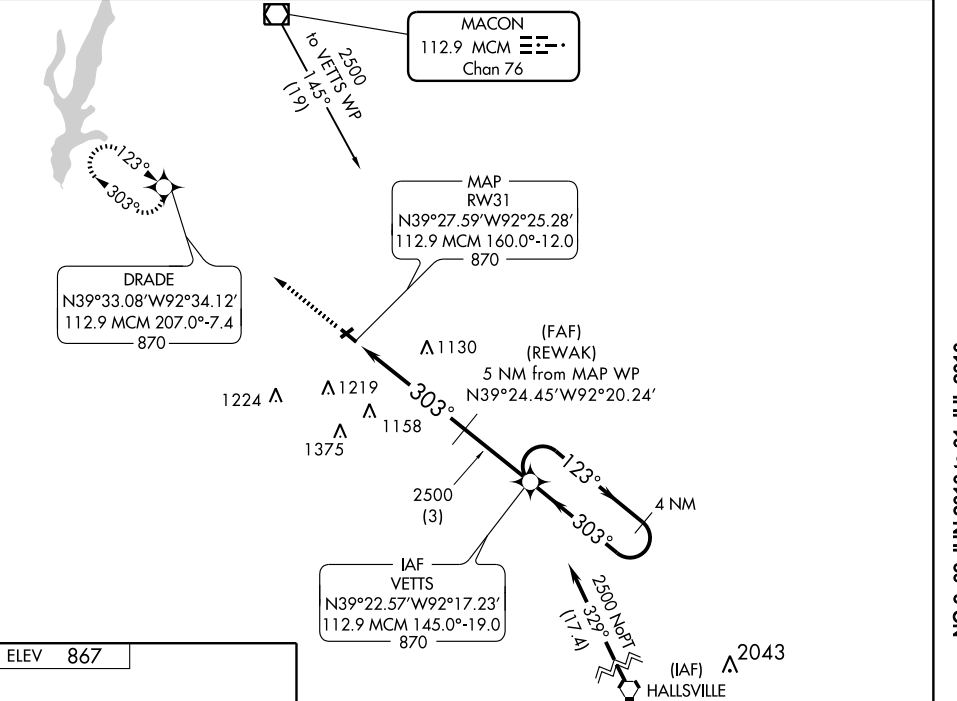 MACON
112.9 MCM
Chan 76
2500
to VETTS WP
145°
(19)
123°
303°
MAP
RW31
N39°27.59'W92°25.28'
112.9 MCM 160.0°-12.0
870
DRADE
N39°33.08'W92°34.12'
112.9 MCM 207.0°-7.4
870
(FAF)
(REWAK)
5 NM from MAP WP
N39°24.45'W92°20.24'
1130
1224
1219
1158
1375
303°
2500
(3)
123°
303°
4 NM
IAF
VETTS
N39°22.57'W92°17.23'
112.9 MCM 145.0°-19.0
870
2500 NoPT
329°
(17.4)
(IAF)
HALLSVILLE
2043
ELEV 867